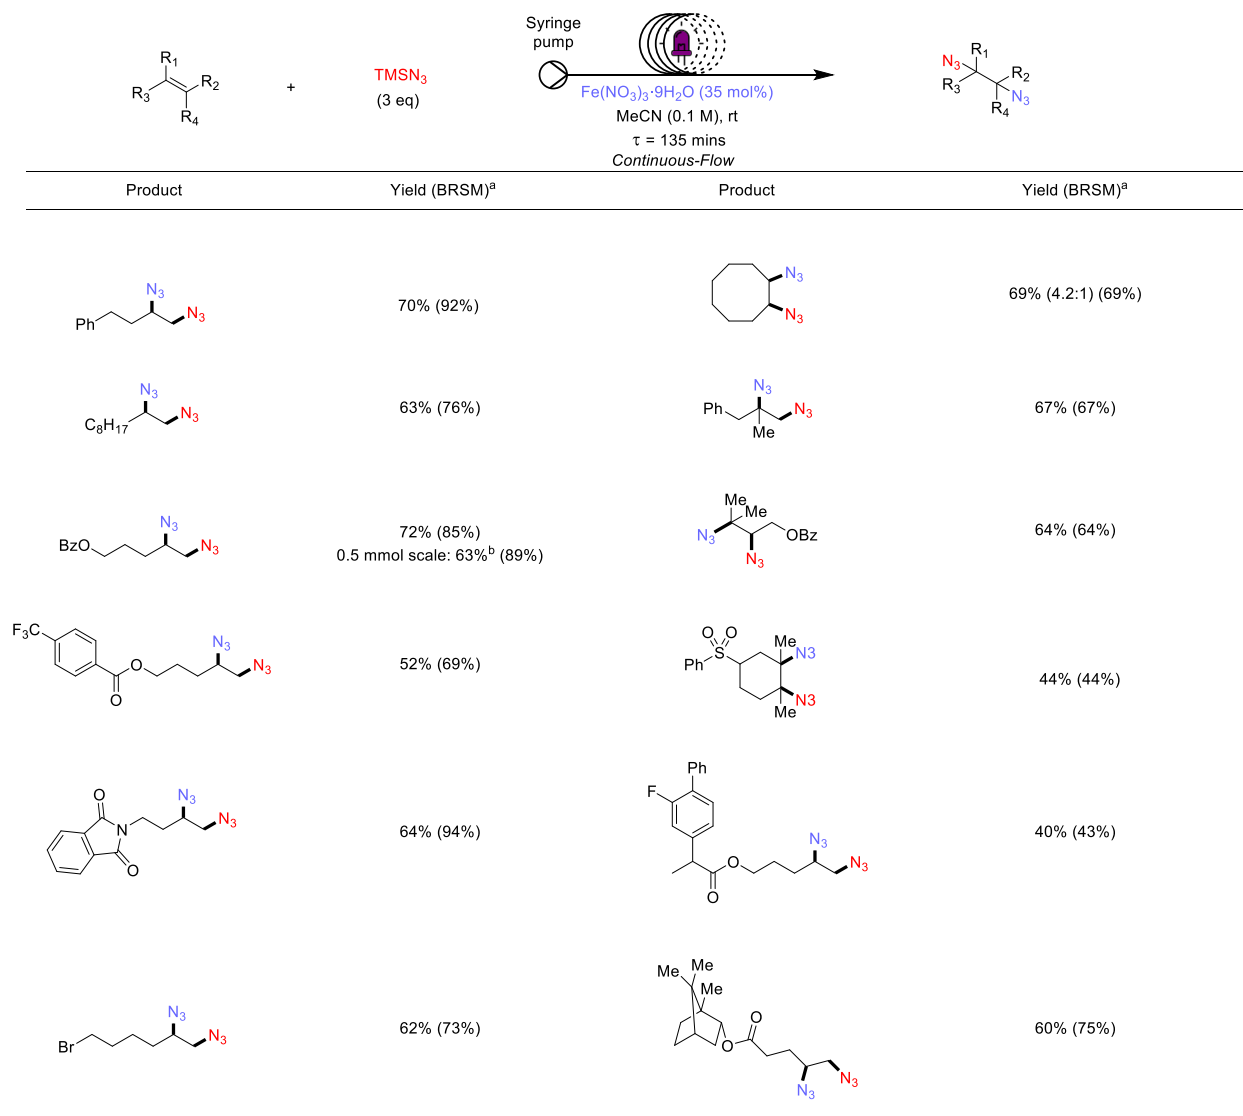 Syringe
pump
R1
R3 R2
R4
+
TMSN3
(3 eq)
Fe(NO3)3·9H2O (35 mol%)
MeCN (0.1 M), rt
τ = 135 mins
Continuous-Flow
N3 R1
R3 R2
R4 N3
Product Yield (BRSM)a Product Yield (BRSM)a
N3
Ph N3
70% (92%)
N3
N3
69% (4.2:1) (69%)
N3
C8H17 N3
63% (76%)
N3
Ph N3
Me
67% (67%)
N3
BzO N3
72% (85%)
0.5 mmol scale: 63%b (89%)
Me
Me
N3 OBz
N3
64% (64%)
F3C
N3
O N3
O
52% (69%)
O O
S
Ph
Me
N3
N3
Me
44% (44%)
O
N
O
N3
N3
64% (94%)
Ph
F
N3
O N3
O
40% (43%)
N3
Br N3
62% (73%)
Me Me
Me
O
O
N3
N3
60% (75%)